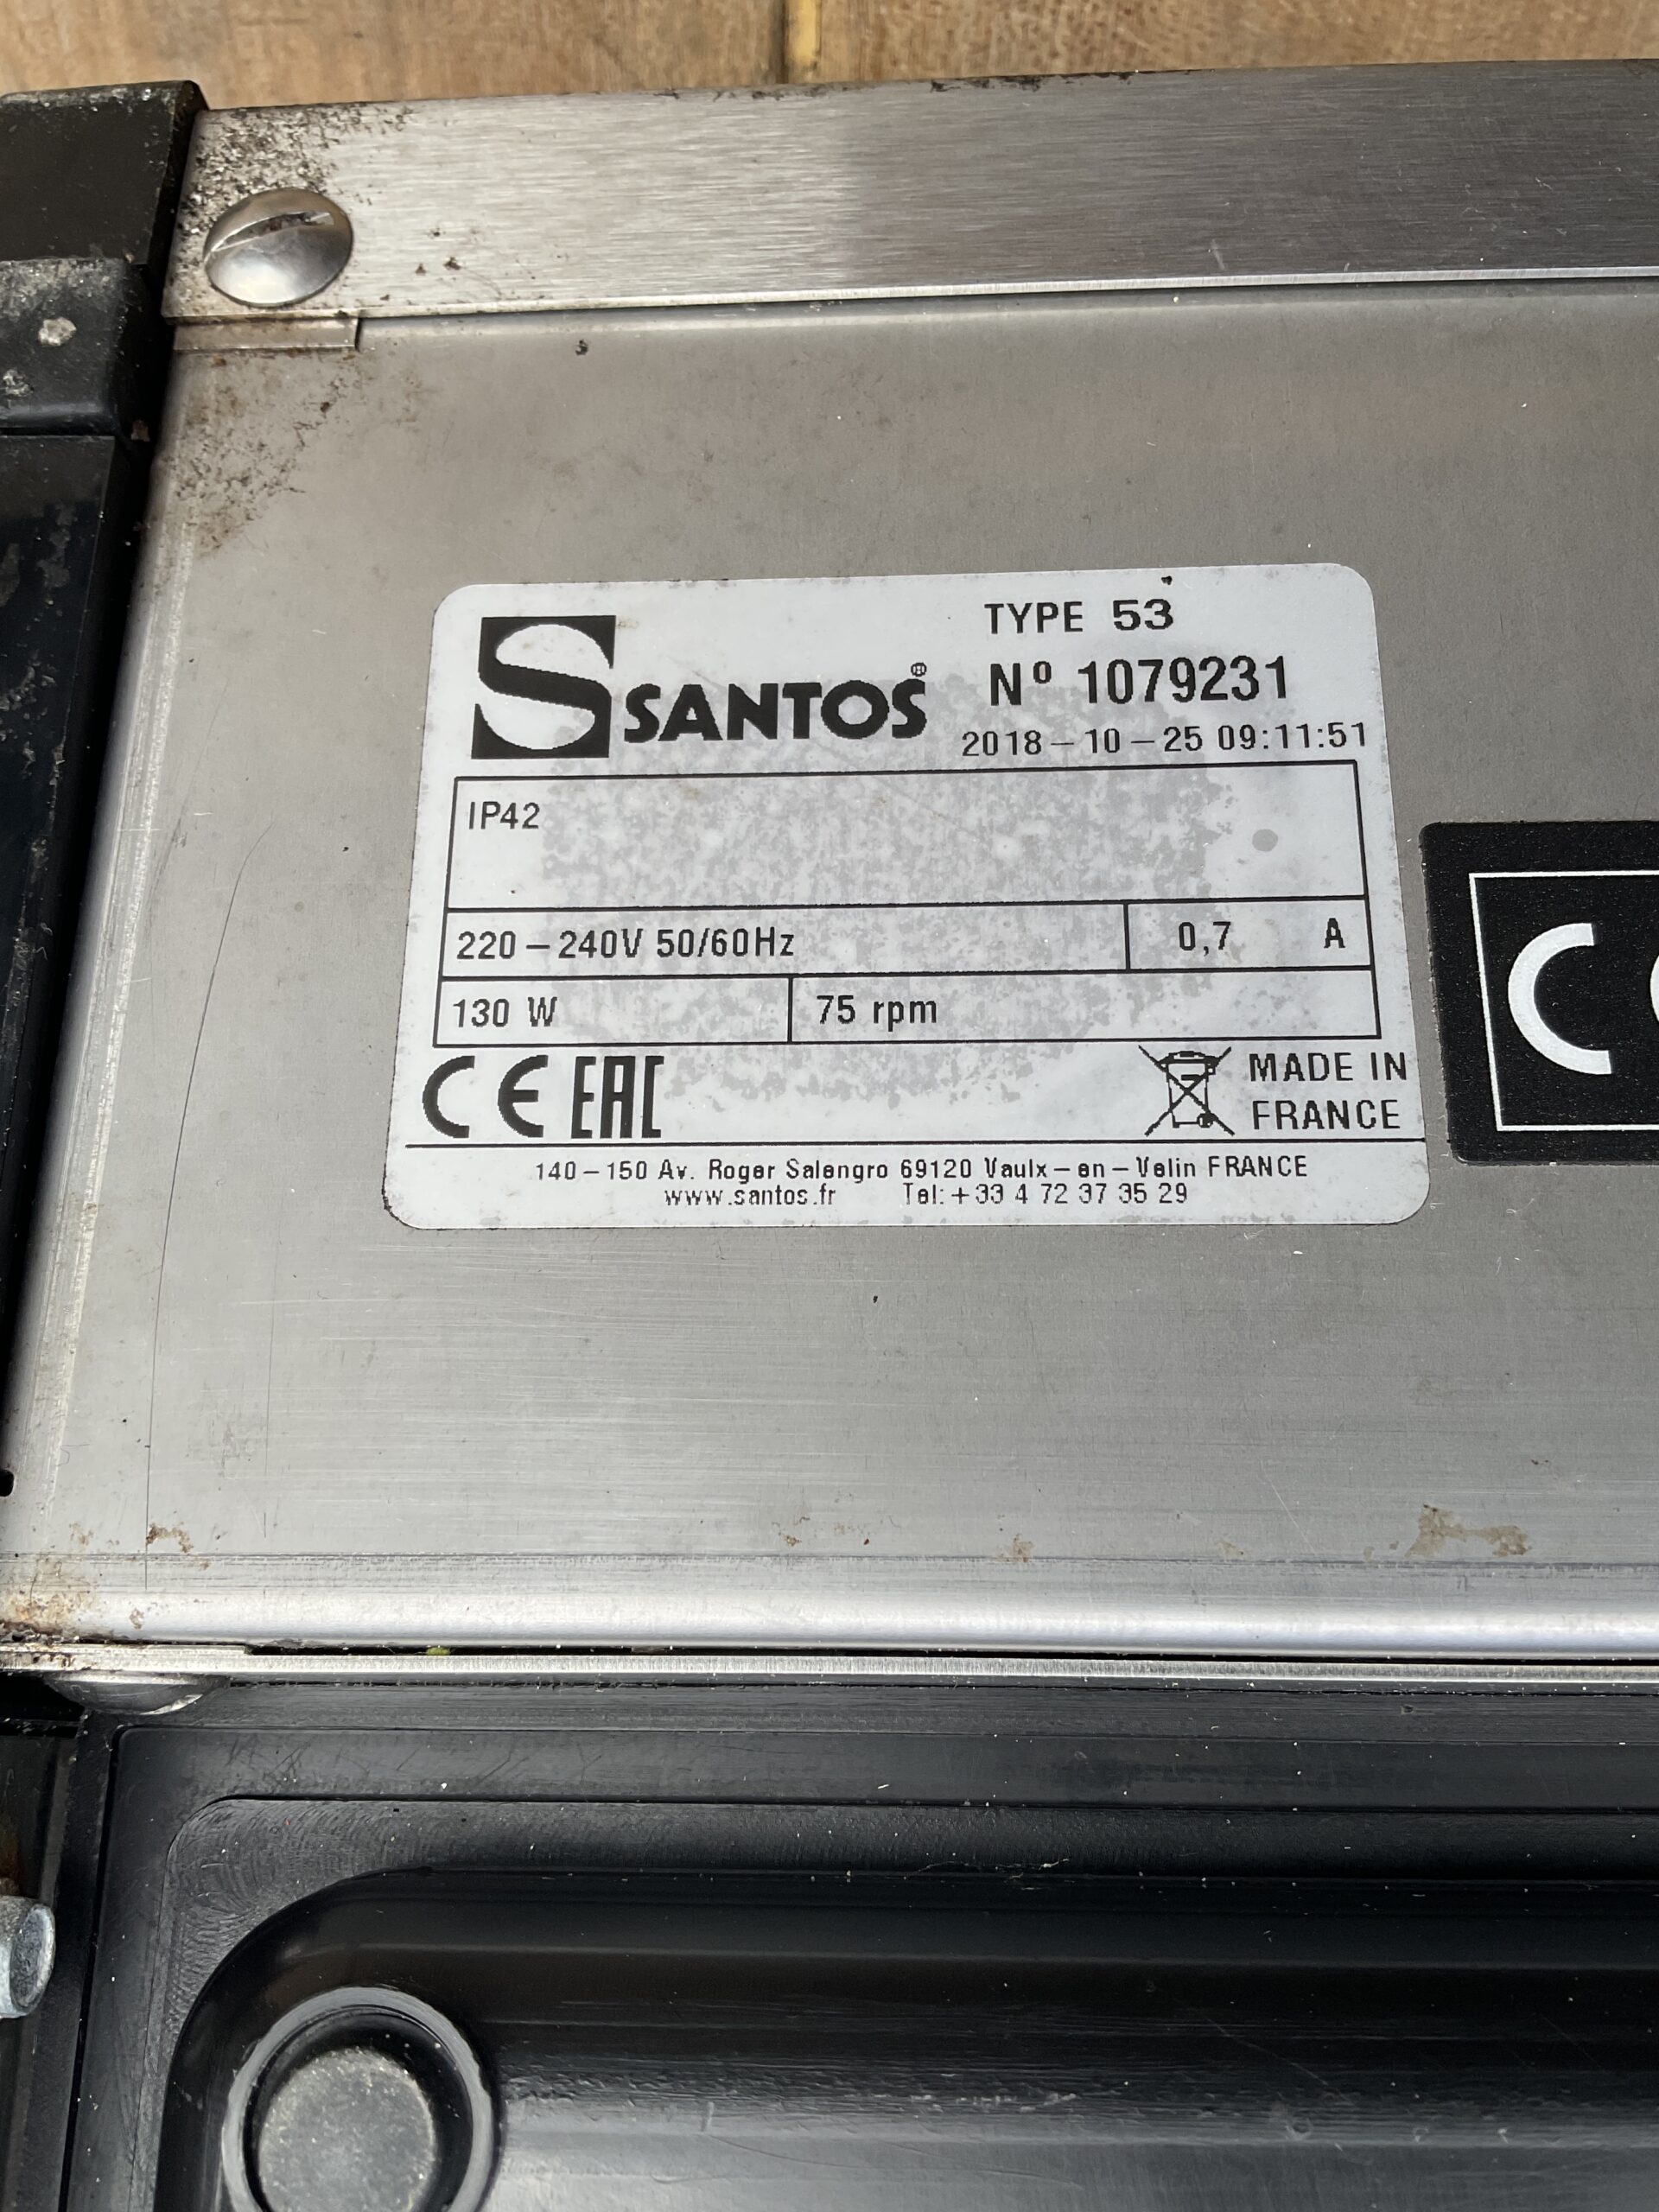 SANTOS®
TYPE 53
Nº 1079231
2018-10-25 09:11:51
IP42
220-240V 50/60Hz
0,7 A
130 W
75 rpm
CE EAC
MADE IN
FRANCE
140-150 Av. Roger Salengro 69120 Vaulx-en-Velin FRANCE
www.santos.fr Tel:+33 4 72 37 35 29
C